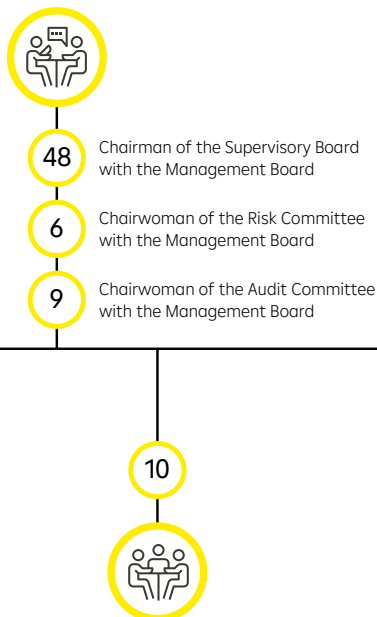 48
Chairman of the Supervisory Board
with the Management Board
6
Chairwoman of the Risk Committee
with the Management Board
9
Chairwoman of the Audit Committee
with the Management Board
10